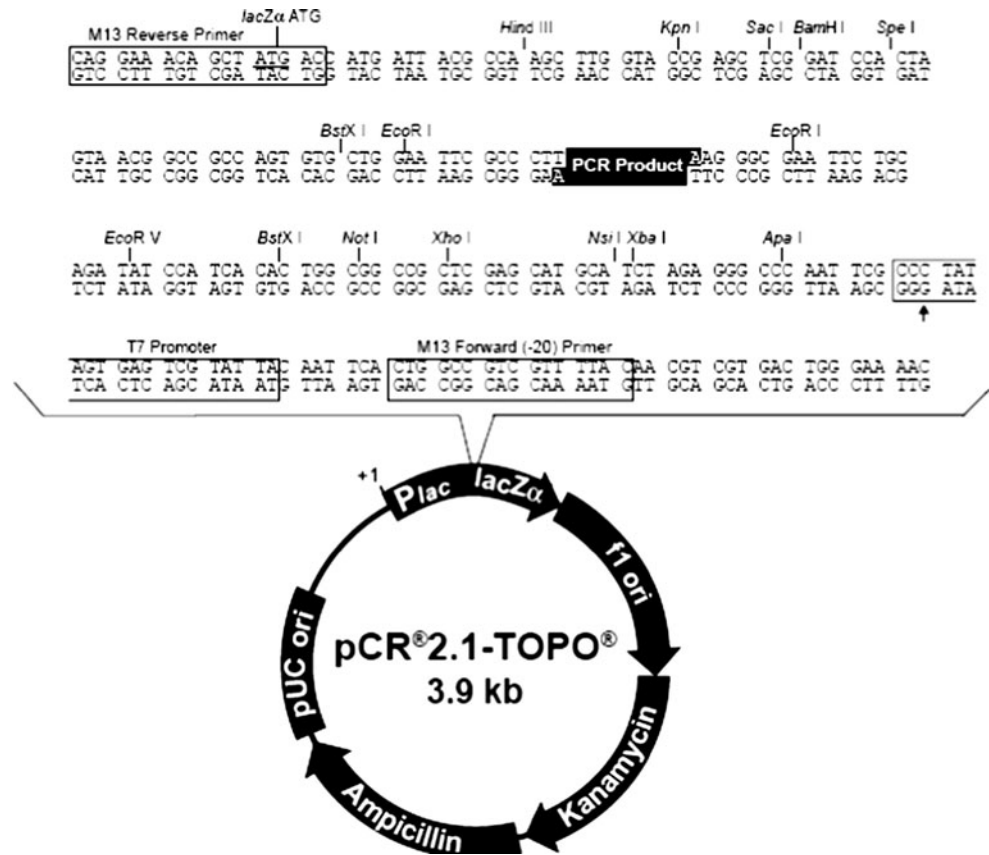 lacZα ATG
M13 Reverse Primer
Hind III Kpn I Sac I BamH I Spe I
CAG GAA ACA GCT ATG AC C ATG ATT ACG CCA AGC TTG GTA CCG AGC TCG GAT CCA CTA
GTC CTT TGT CGA TAC TG G TAC TAA TGC GGT TCG AAC CAT GGC TCG AGC CTA GGT GAT
BstX I EcoR I EcoR I
GTA ACG GCC GCC AGT GTG CTG GAA TTC GCC CTT PCR Product AAG GGC GAA TTC TGC
CAT TGC CGG CGG TCA CAC GAC CTT AAG CGG GAA TTC CCG CTT AAG ACG
EcoR V BstX I Not I Xho I Nsi I Xba I Apa I
AGA TAT CCA TCA CAC TGG CGG CCG CTC GAG CAT GCA TCT AGA GGG CCC AAT TCG CCC TAT
TCT ATA GGT AGT GTG ACC GCC GGC GAG CTC GTA CGT AGA TCT CCC GGG TTA AGC GGG ATA
T7 Promoter M13 Forward (-20) Primer
AGT GAG TCG TAT TAC AAT TCA CTG GCC GTC GTT TTA CAA CGT CGT GAC TGG GAA AAC
TCA CTC AGC ATA ATG TTA AGT GAC CGG CAG CAA AAT GTT GCA GCA CTG ACC CTT TTG
+1
Plac lacZα
f1 ori
pUC ori
pCR®2.1-TOPO®
3.9 kb
Kanamycin
Ampicillin